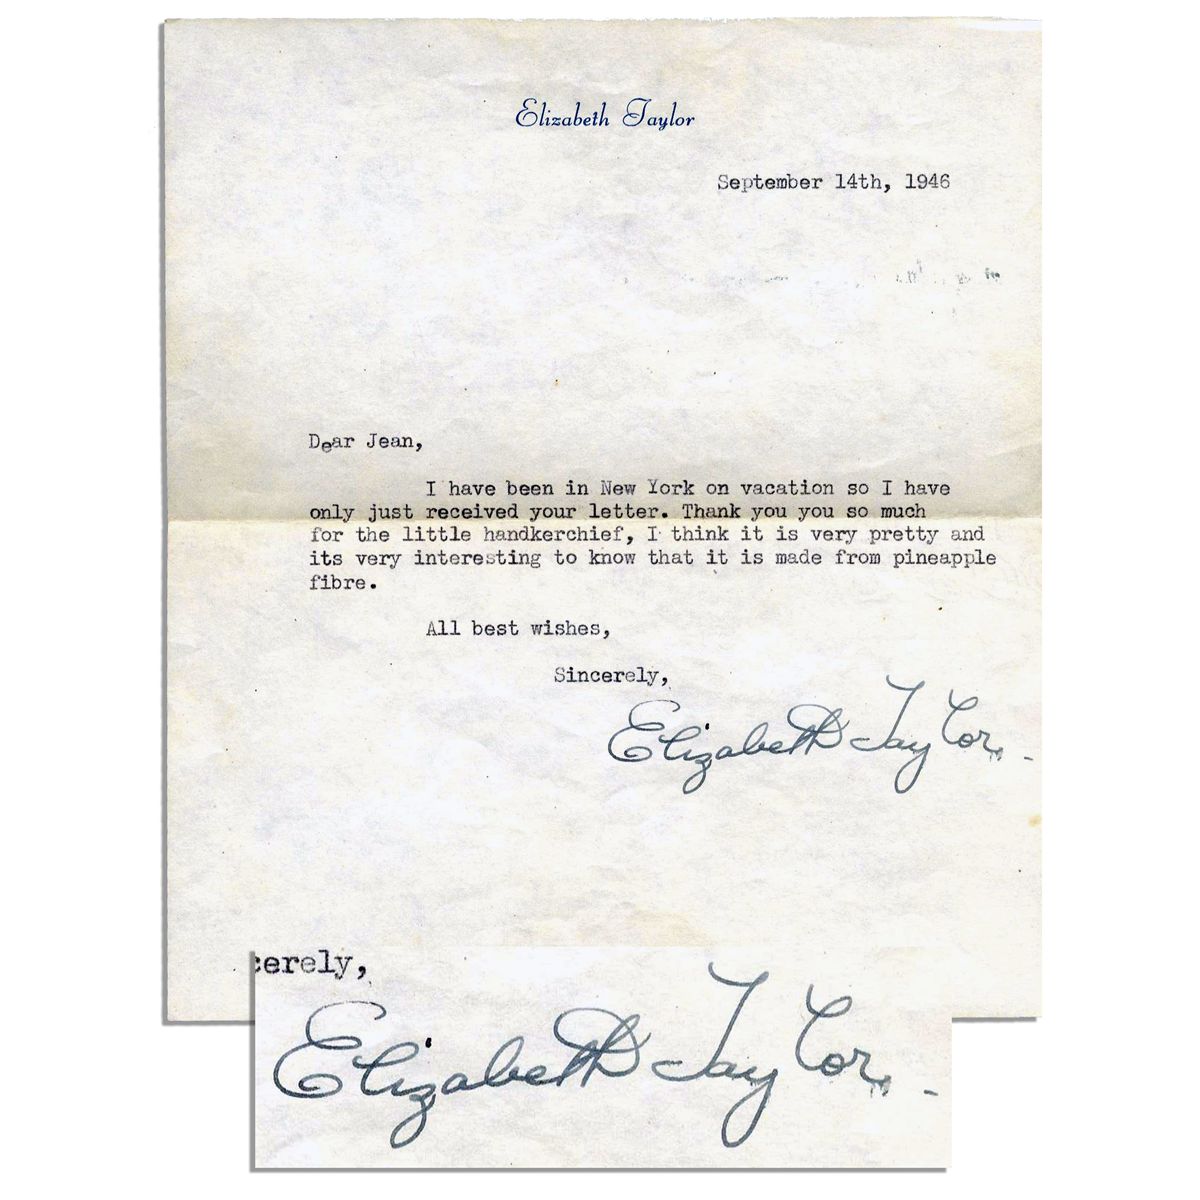 Elizabeth Taylor
September 14th, 1946
Dear Jean,
I have been in New York on vacation so I have
only just received your letter. Thank you you so much
for the little handkerchief, I think it is very pretty and
its very interesting to know that it is made from pineapple
fibre.
All best wishes,
Sincerely,
Elizabeth Taylor
cerely,
Elizabeth Taylor